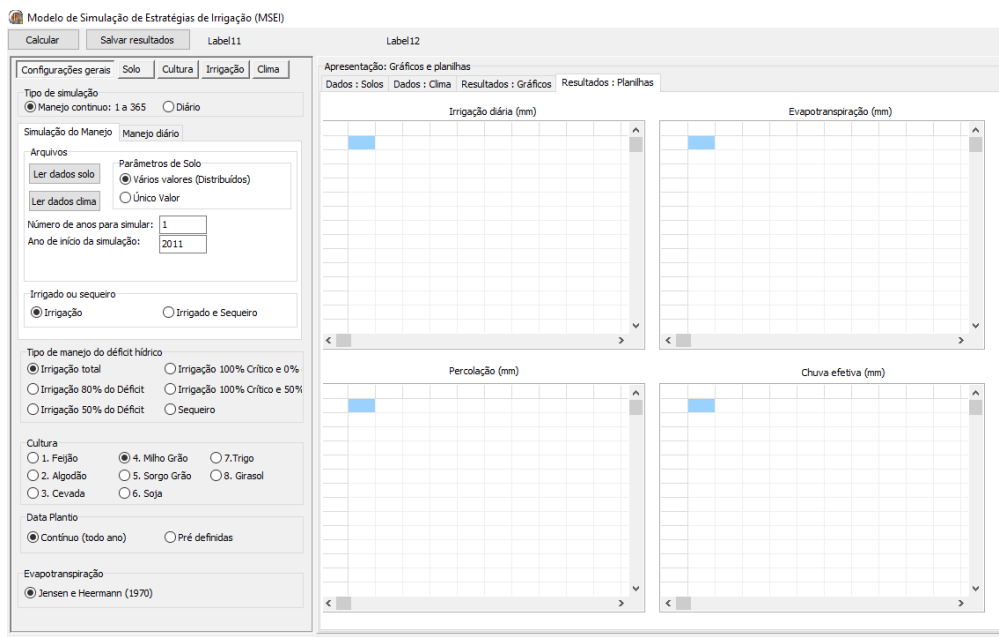 Modelo de Simulação de Estratégias de Irrigação (MSEI)
Calcular Salvar resultados Label11 Label12
Configurações gerais Solo Cultura Irrigação Clima
Tipo de simulação
Manejo continuo: 1 a 365 Diário
Simulação do Manejo Manejo diário
Arquivos
Ler dados solo
Ler dados clima
Parâmetros de Solo
Vários valores (Distribuídos)
Único Valor
Número de anos para simular: 1
Ano de início da simulação: 2011
Irrigado ou sequeiro
Irrigação Irrigado e Sequeiro
Tipo de manejo do déficit hídrico
Irrigação total Irrigação 100% Crítico e 0%
Irrigação 80% do Déficit Irrigação 100% Crítico e 50%
Irrigação 50% do Déficit Sequeiro
Cultura
1. Feijão 4. Milho Grão 7.Trigo
2. Algodão 5. Sorgo Grão 8. Girasol
3. Cevada 6. Soja
Data Plantio
Contínuo (todo ano) Pré definidas
Evapotranspiração
Jensen e Heermann (1970)
Apresentação: Gráficos e planilhas
Dados : Solos Dados : Clima Resultados : Gráficos Resultados : Planilhas
Irrigação diária (mm) Evapotranspiração (mm)
Percolação (mm) Chuva efetiva (mm)